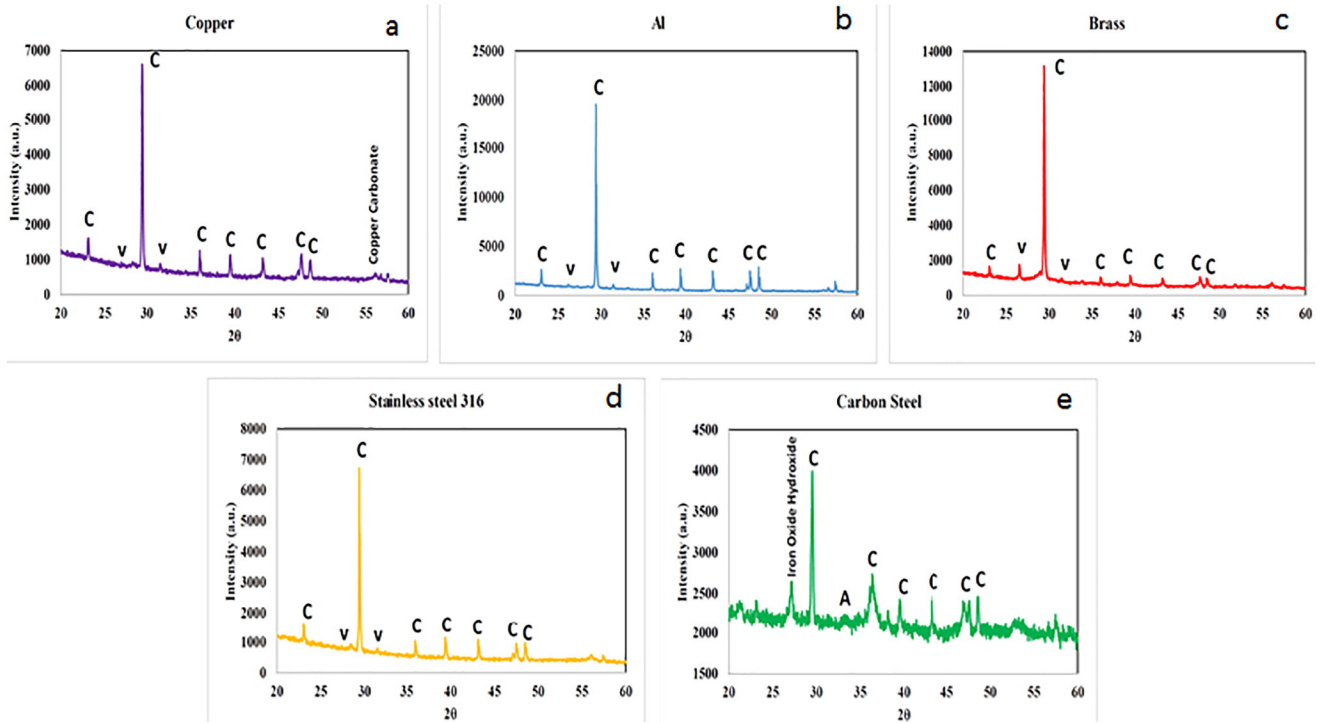 Copper
a
7000
6000
5000
4000
3000
2000
1000
0
Intensity (a.u.)
C
C
v
v
C
C
C
C
C
Copper Carbonate
20
25
30
35
40
45
50
55
60
2θ
Al
b
25000
20000
15000
10000
5000
0
Intensity (a.u.)
C
C
v
v
C
C
C
C
C
20
25
30
35
40
45
50
55
60
2θ
Brass
c
14000
12000
10000
8000
6000
4000
2000
0
Intensity (a.u.)
C
C
v
v
C
C
C
C
C
20
25
30
35
40
45
50
55
60
2θ
Stainless steel 316
d
8000
7000
6000
5000
4000
3000
2000
1000
0
Intensity (a.u.)
C
C
v
v
C
C
C
C
C
20
25
30
35
40
45
50
55
60
2θ
Carbon Steel
e
4500
4000
3500
3000
2500
2000
1500
Intensity (a.u.)
Iron Oxide Hydroxide
C
A
C
C
C
C
C
20
25
30
35
40
45
50
55
60
2θ